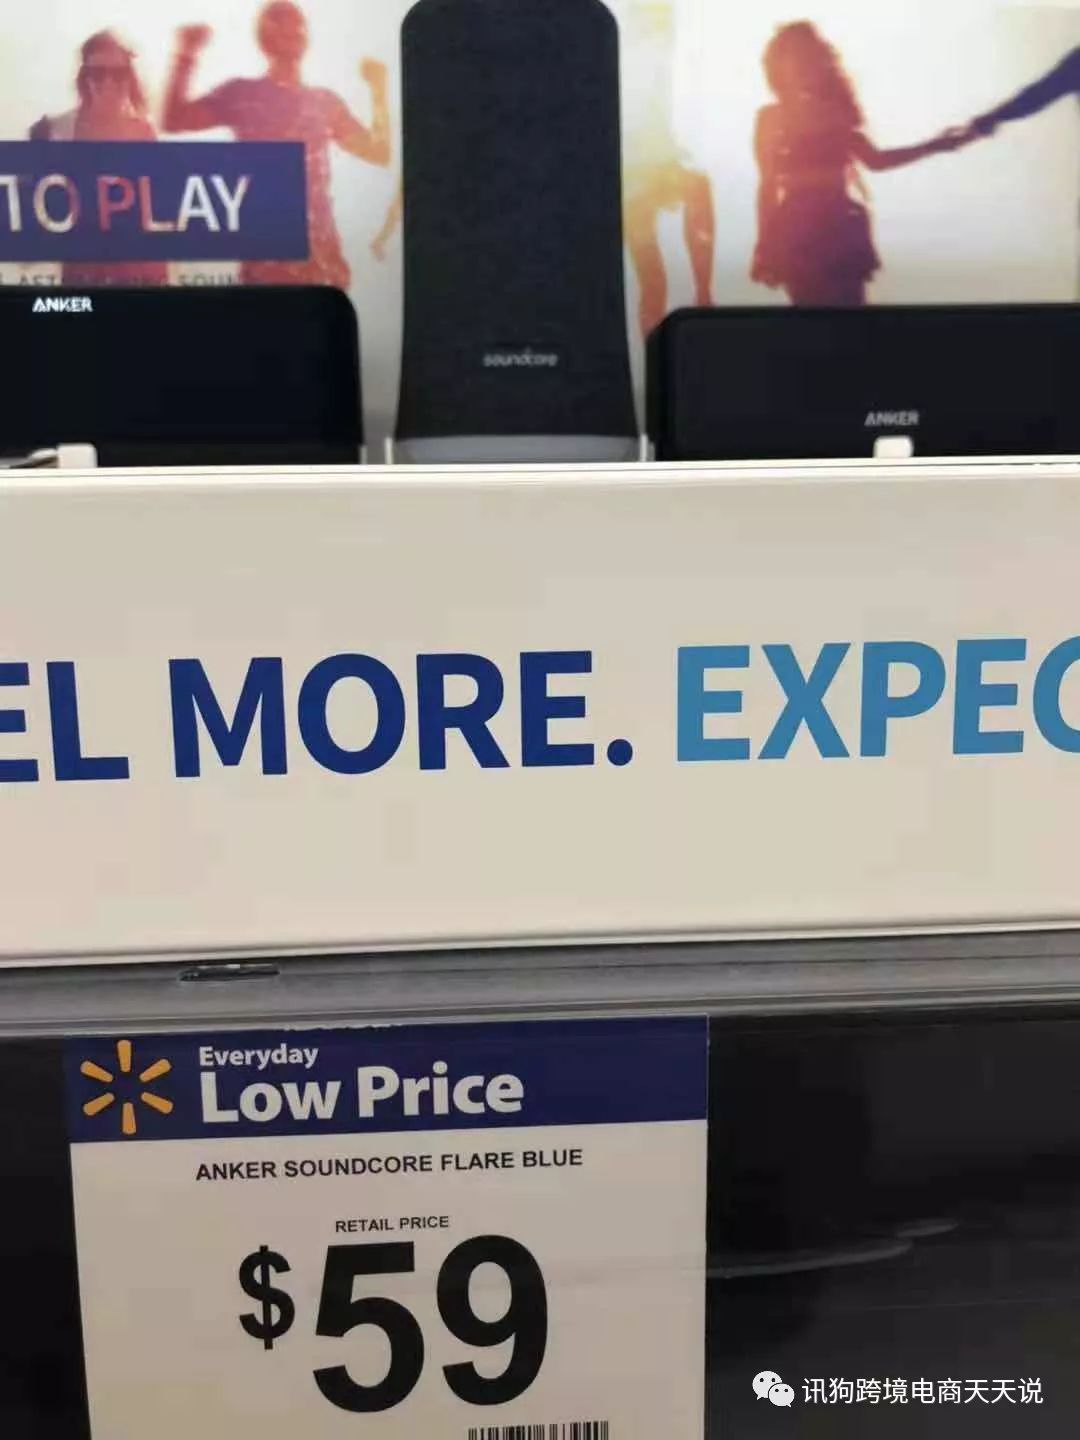 TO PLAY
ANKER
soundcore
ANKER
EL MORE. EXPEC
Everyday
Low Price
ANKER SOUNDCORE FLARE BLUE
RETAIL PRICE
$59
讯狗跨境电商天天说